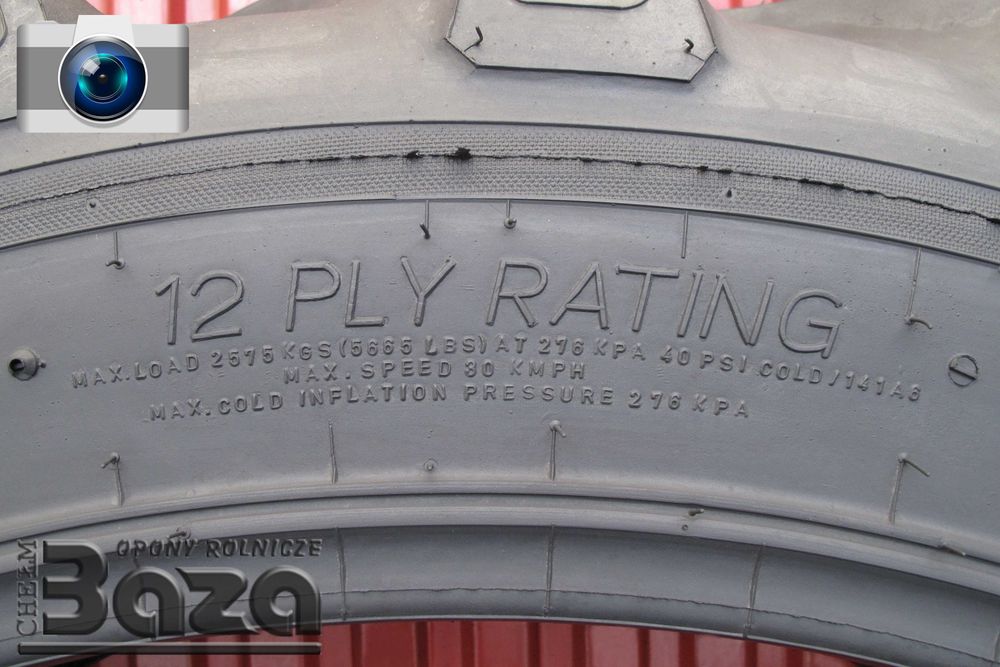 12 PLY RATING
MAX.LOAD 2575 KGS (5665 LBS) AT 276 KPA 40 PSI COLD/141A6
MAX. SPEED 30 KMPH
MAX. COLD INFLATION PRESSURE 276 KPA
OPONY ROLNICZE
CHEŁM
Baza